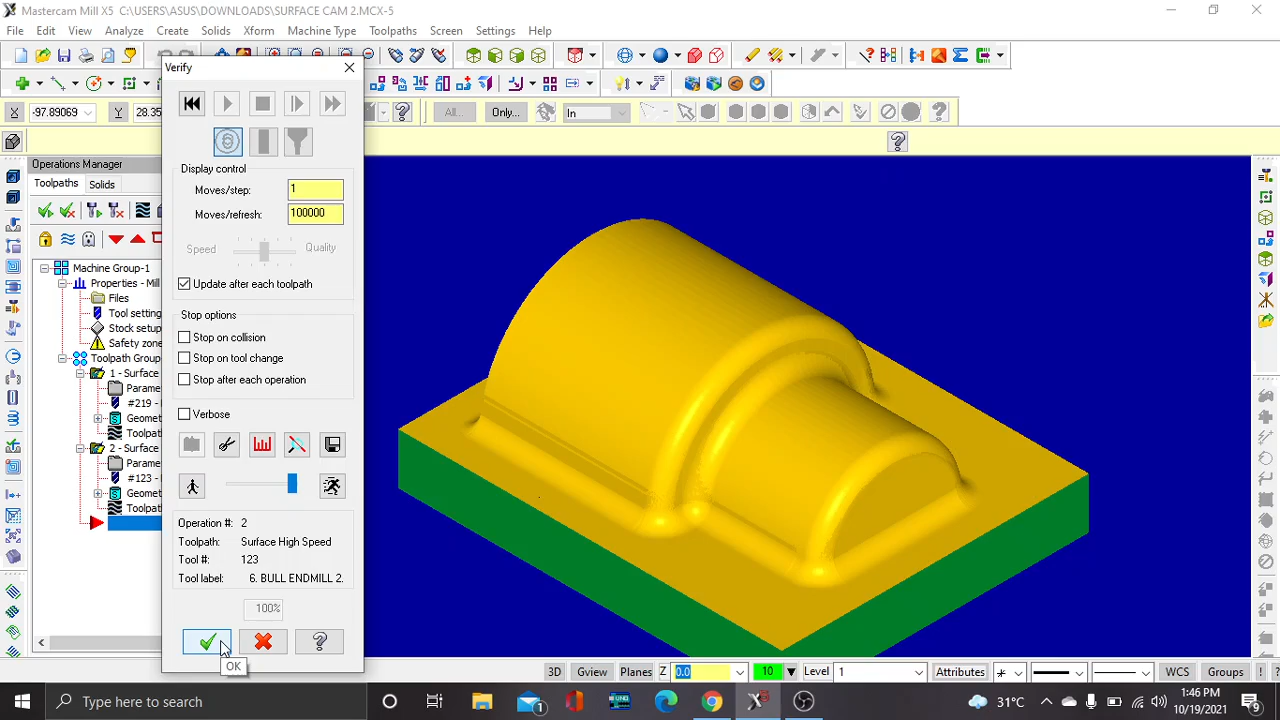 Mastercam Mill X5 C:\USERS\ASUS\DOWNLOADS\SURFACE CAM 2.MCX-5
File Edit View Analyze Create Solids Xform Machine Type Toolpaths Screen Settings Help
Verify
X -97.89069 Y 28.35
All... Only... In
Operations Manager
Toolpaths Solids
Machine Group-1
Properties - Mill
Files
Tool setting
Stock setup
Safety zone
Toolpath Group
1 - Surface
Parame
#219 -
Geomet
Toolpat
2 - Surface
Parame
#123 -
Geomet
Toolpat
Display control
Moves/step: 1
Moves/refresh: 100000
Speed Quality
Update after each toolpath
Stop options
Stop on collision
Stop on tool change
Stop after each operation
Verbose
Operation #: 2
Toolpath: Surface High Speed
Tool #: 123
Tool label: 6. BULL ENDMILL 2.
100%
OK
3D Gview Planes Z 0.0 10 Level 1 Attributes WCS Groups
Type here to search
31°C
1:46 PM
10/19/2021